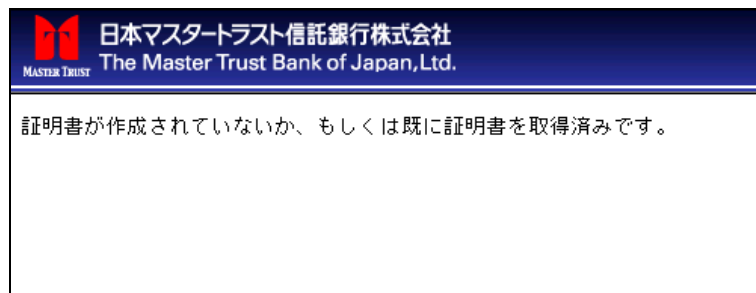 日本マスタートラスト信託銀行株式会社
MASTER TRUST The Master Trust Bank of Japan,Ltd.
証明書が作成されていないか、もしくは既に証明書を取得済みです。